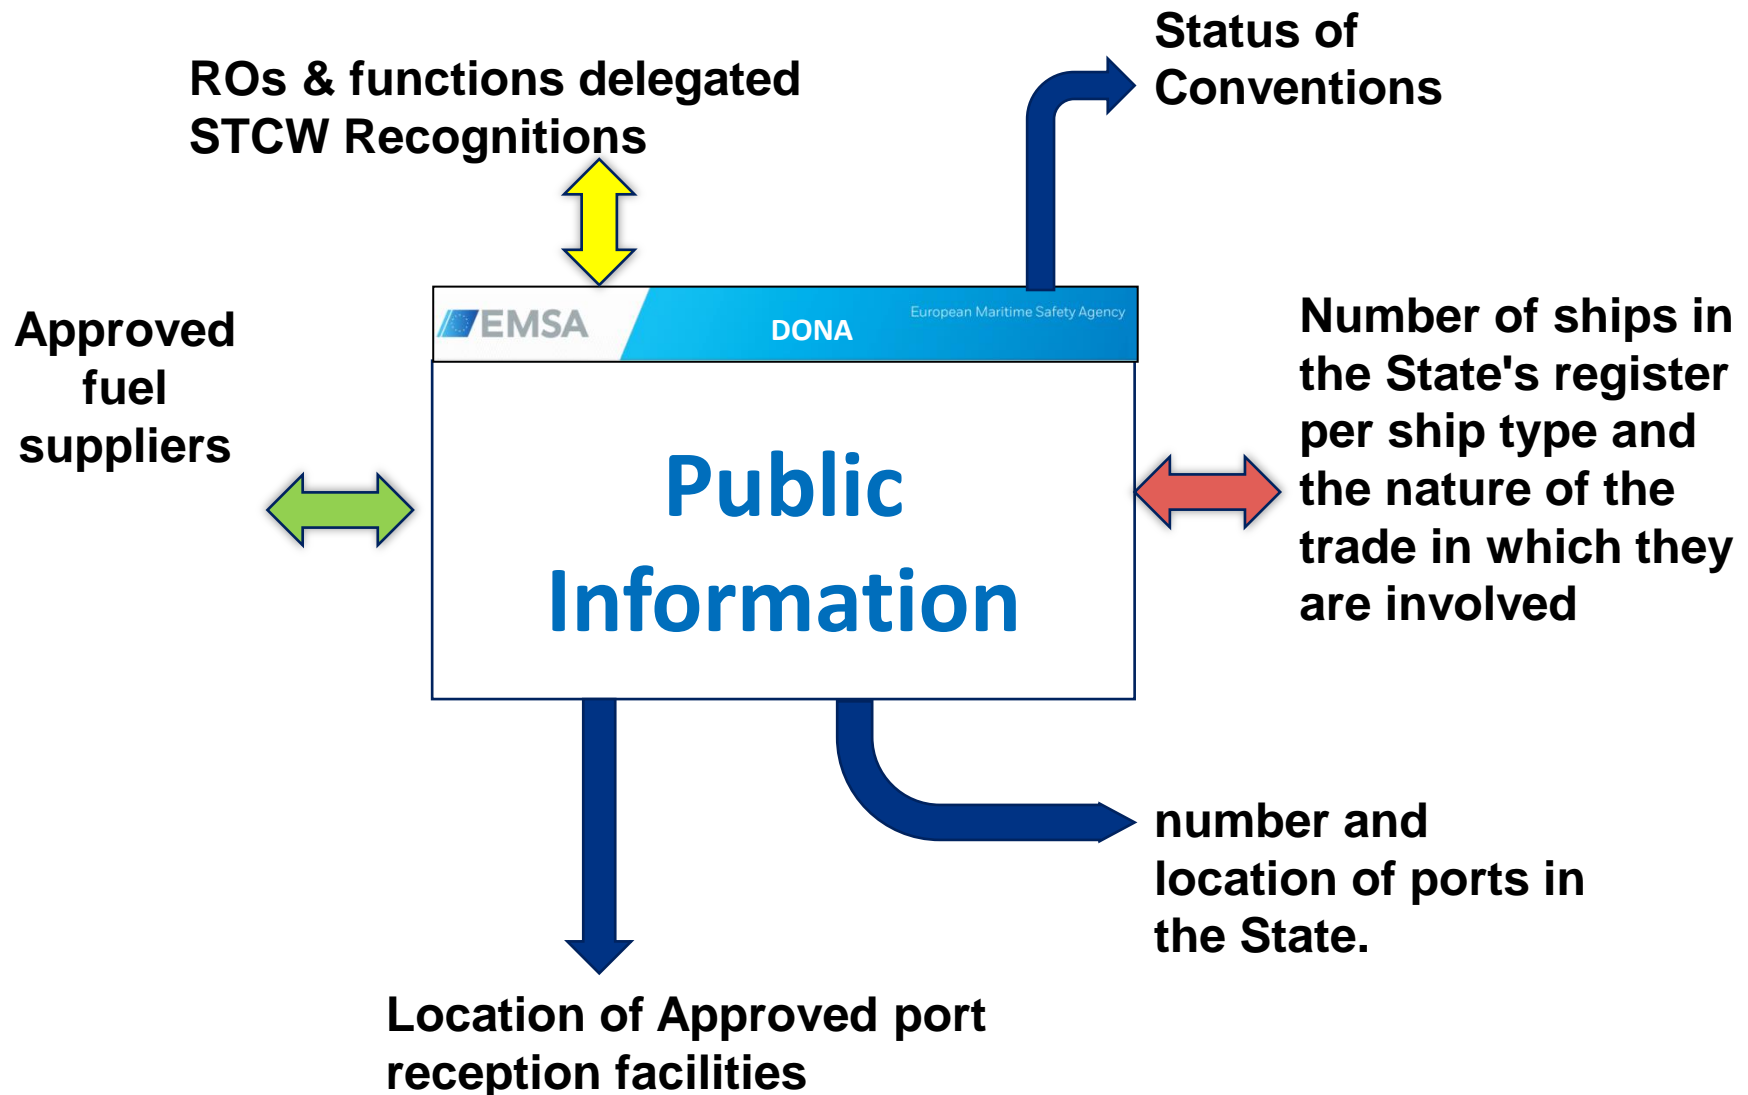 Status of
Conventions
ROs & functions delegated
STCW Recognitions
EMSA
DONA
European Maritime Safety Agency
Approved
fuel
suppliers
Public
Information
Number of ships in
the State's register
per ship type and
the nature of the
trade in which they
are involved
number and
location of ports in
the State.
Location of Approved port
reception facilities